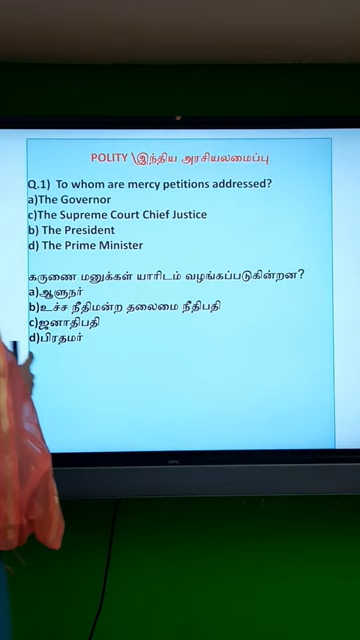 POLITY \இந்திய அரசியலமைப்பு
Q.1) To whom are mercy petitions addressed?
a)The Governor
c)The Supreme Court Chief Justice
b) The President
d) The Prime Minister
கருணை மனுக்கள் யாரிடம் வழங்கப்படுகின்றன?
a)ஆளுநர்
b)உச்ச நீதிமன்ற தலைமை நீதிபதி
c)ஜனாதிபதி
d)பிரதமர்